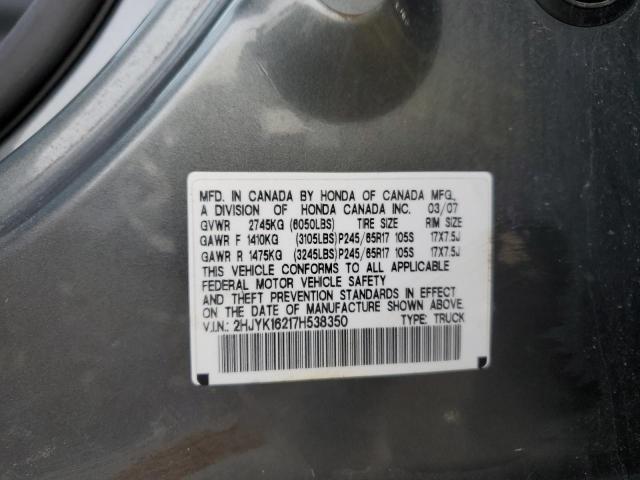 MFD. IN CANADA BY HONDA OF CANADA MFG.,
A DIVISION OF HONDA CANADA INC. 03/07
GVWR 2745KG (6050LBS) TIRE SIZE RIM SIZE
GAWR F 1410KG (3105LBS)P245/65R17 105S 17X7.5J
GAWR R 1475KG (3245LBS)P245/65R17 105S 17X7.5J
THIS VEHICLE CONFORMS TO ALL APPLICABLE
FEDERAL MOTOR VEHICLE SAFETY
AND THEFT PREVENTION STANDARDS IN EFFECT
ON THE DATE OF MANUFACTURE SHOWN ABOVE.
V.I.N.: 2HJYK16217H538350 TYPE: TRUCK